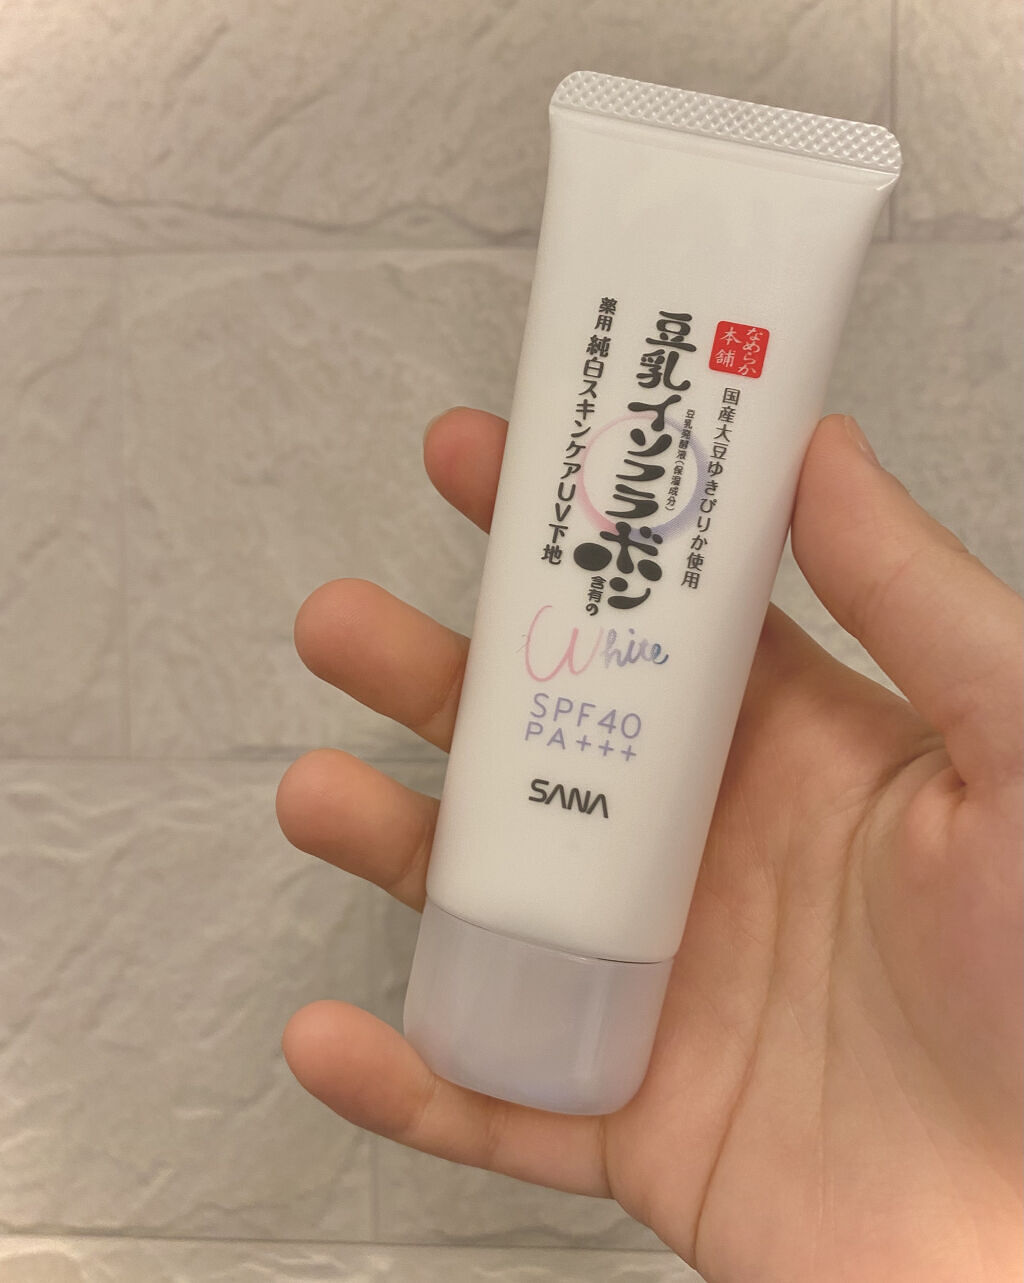 なめらか
本舗
国産大豆ゆきぴりか使用
豆乳発酵液(保湿成分)
豆乳イソフラボン
含有の
薬用 純白スキンケアUV下地
White
SPF40
PA+++
SANA